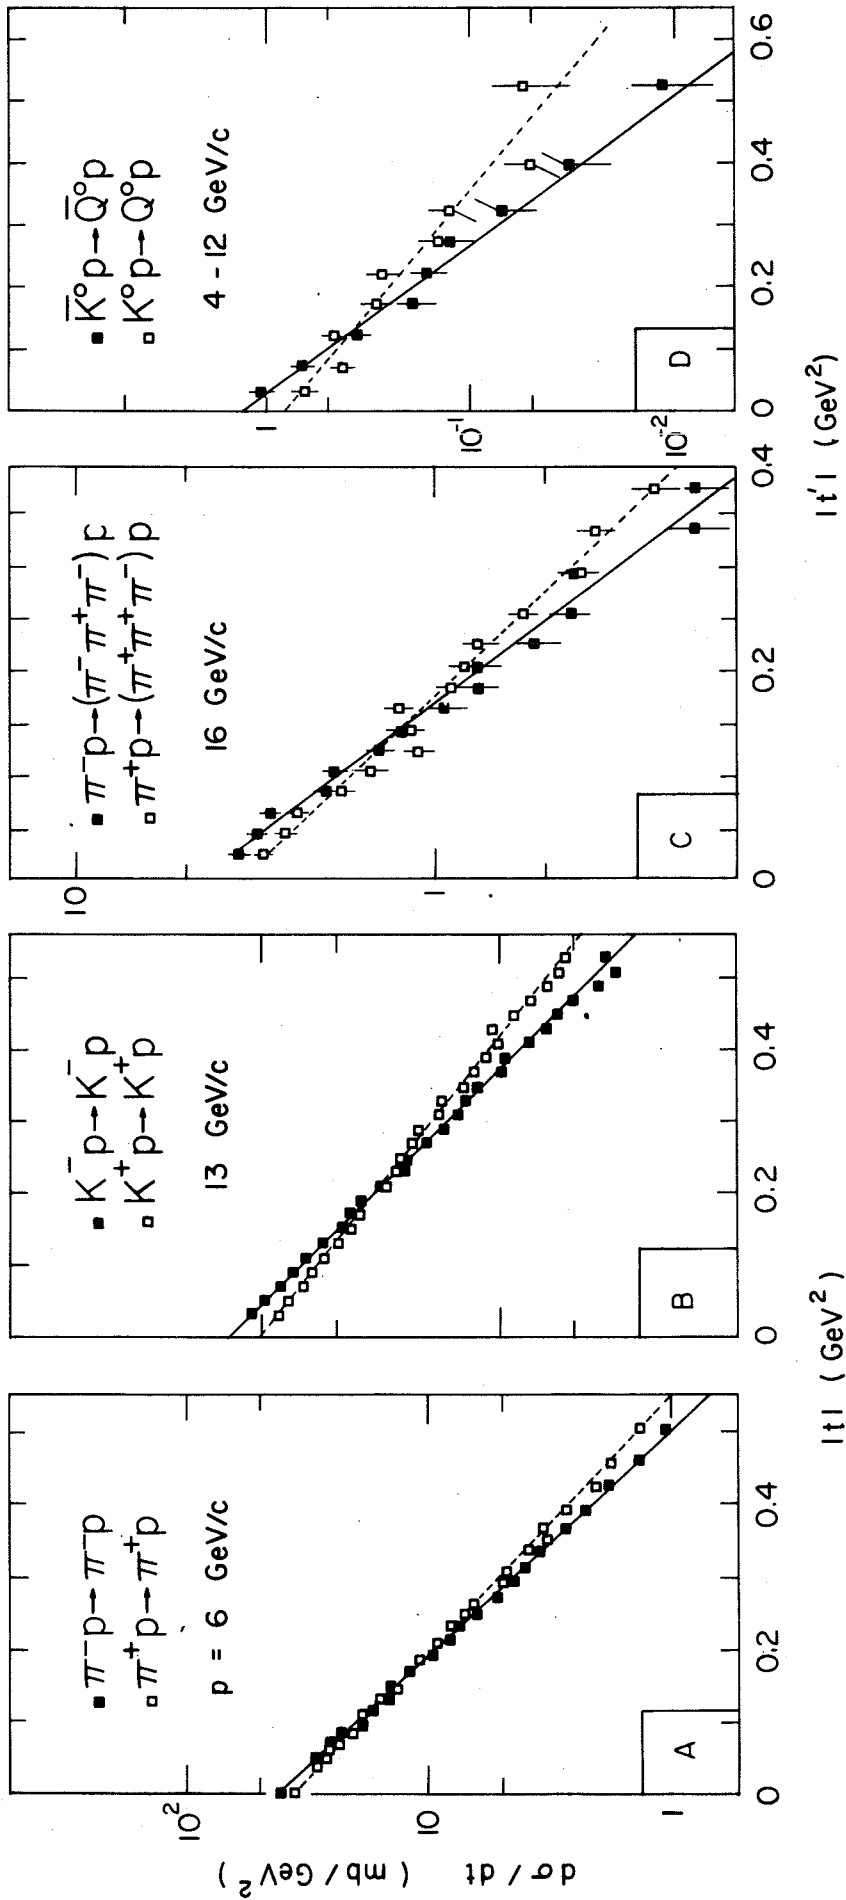 dσ/dt (mb/GeV²)
10²
10
1
■ π⁻p→π⁻p
□ π⁺p→π⁺p
p = 6 GeV/c
A
0
0.2
0.4
■ K⁻p→K⁻p
□ K⁺p→K⁺p
13 GeV/c
B
0
0.2
0.4
|t| (GeV²)
10
1
■ π⁻p→(π⁻π⁺π⁻)p
□ π⁺p→(π⁺π⁺π⁻)p
16 GeV/c
C
0
0.2
0.4
1
10⁻¹
10⁻²
■ K̄⁰p→Q̄⁰p
□ K⁰p→Q⁰p
4-12 GeV/c
D
0
0.2
0.4
0.6
|t'| (GeV²)